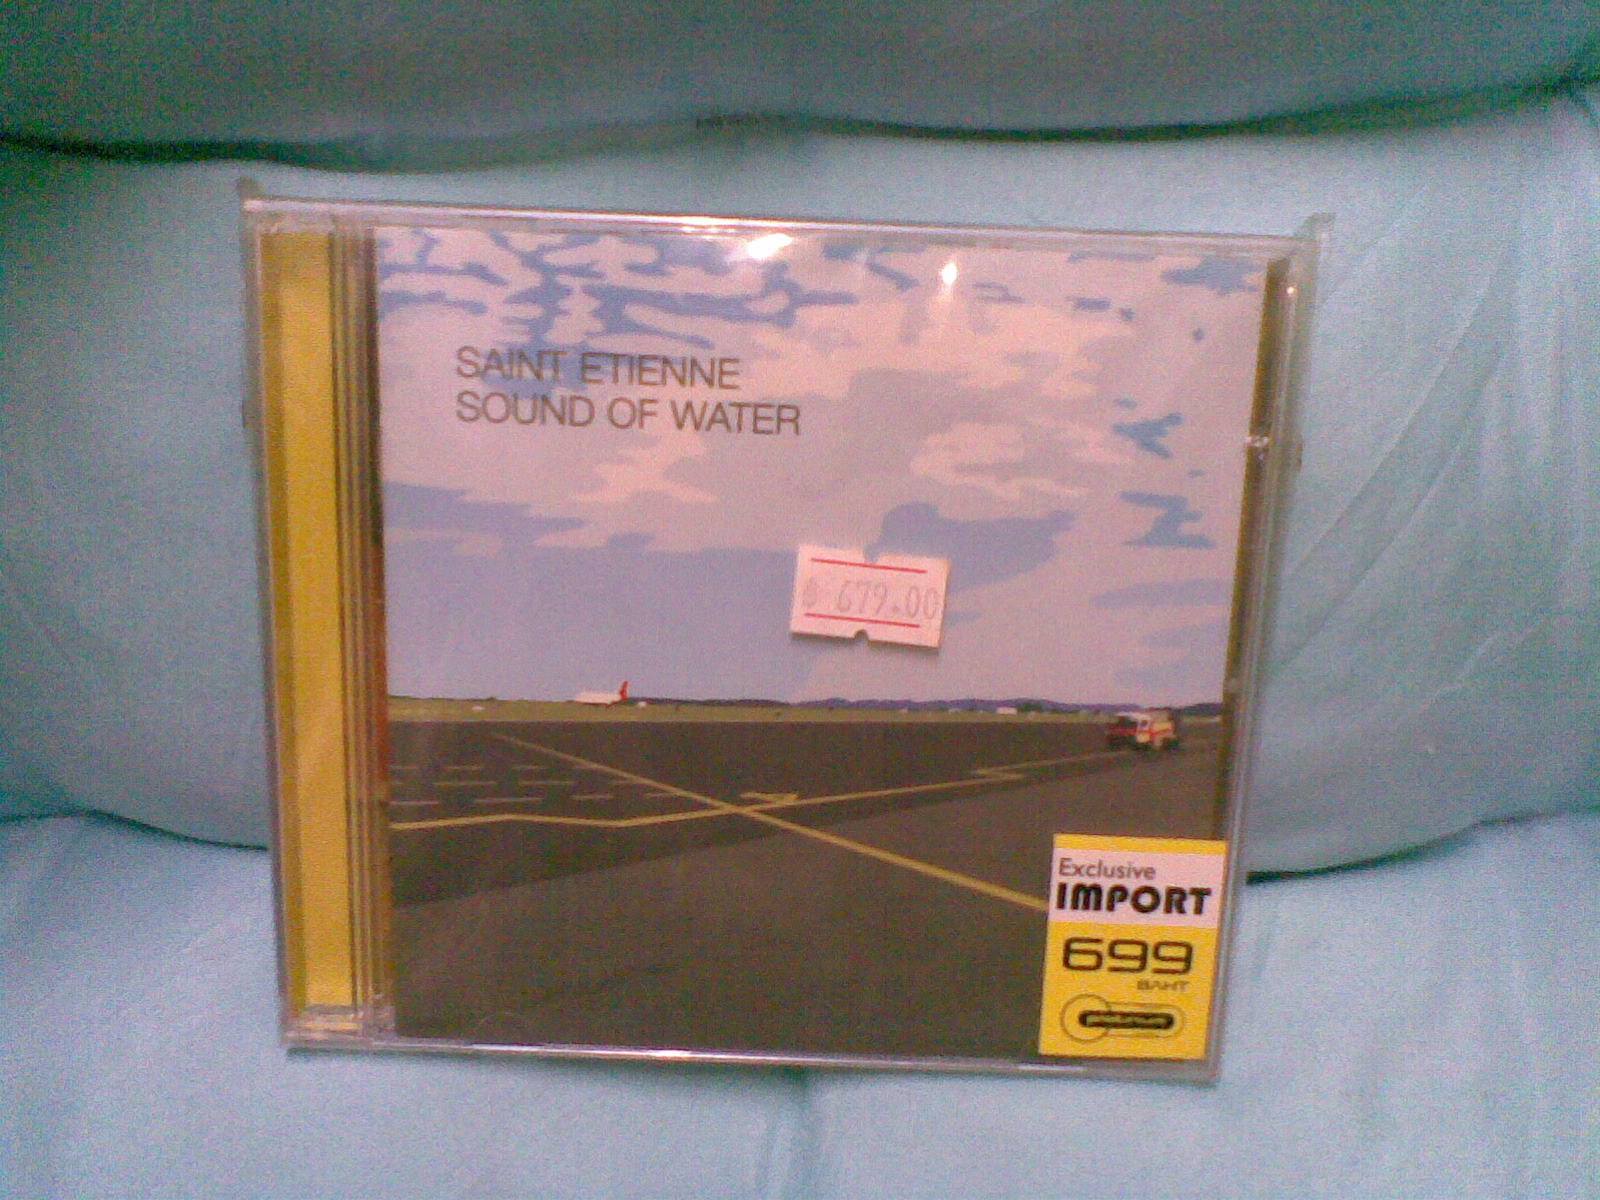 SAINT ETIENNE
SOUND OF WATER
฿ 679.00
Exclusive
IMPORT
699
BAHT